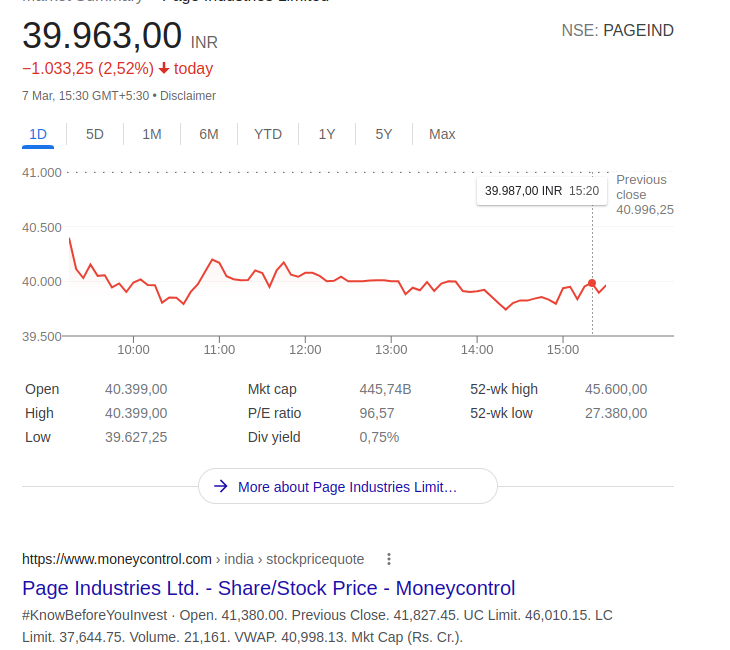 39.963,00 INR
NSE: PAGEIND
−1.033,25 (2,52%) today
7 Mar, 15:30 GMT+5:30 • Disclaimer
1D 5D 1M 6M YTD 1Y 5Y Max
41.000
39.987,00 INR 15:20
Previous
close
40.996,25
40.500
40.000
39.500
10:00 11:00 12:00 13:00 14:00 15:00
Open 40.399,00 Mkt cap 445,74B 52-wk high 45.600,00
High 40.399,00 P/E ratio 96,57 52-wk low 27.380,00
Low 39.627,25 Div yield 0,75%
More about Page Industries Limit…
https://www.moneycontrol.com › india › stockpricequote
Page Industries Ltd. - Share/Stock Price - Moneycontrol
#KnowBeforeYouInvest · Open. 41,380.00. Previous Close. 41,827.45. UC Limit. 46,010.15. LC
Limit. 37,644.75. Volume. 21,161. VWAP. 40,998.13. Mkt Cap (Rs. Cr.).